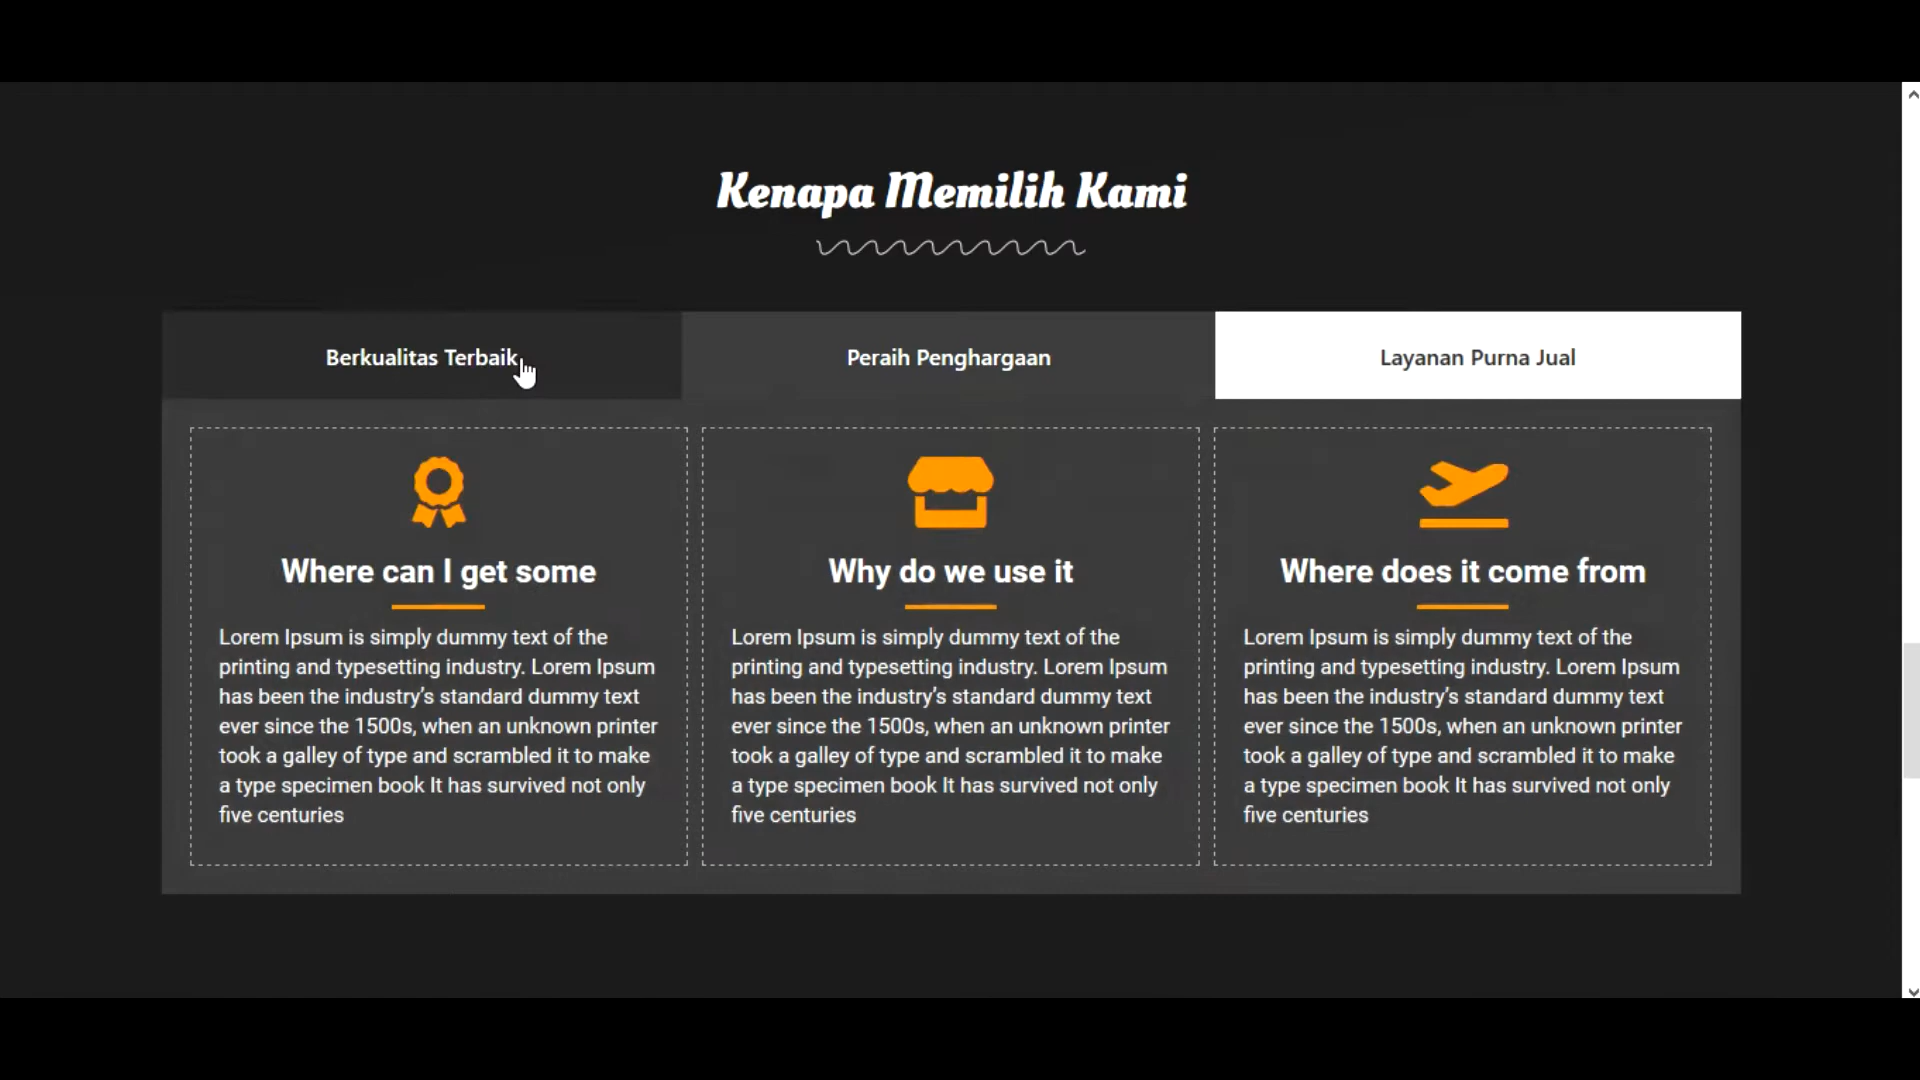 Kenapa Memilih Kami
Berkualitas Terbaik
Peraih Penghargaan
Layanan Purna Jual
Where can I get some
Lorem Ipsum is simply dummy text of the
printing and typesetting industry. Lorem Ipsum
has been the industry's standard dummy text
ever since the 1500s, when an unknown printer
took a galley of type and scrambled it to make
a type specimen book It has survived not only
five centuries
Why do we use it
Lorem Ipsum is simply dummy text of the
printing and typesetting industry. Lorem Ipsum
has been the industry's standard dummy text
ever since the 1500s, when an unknown printer
took a galley of type and scrambled it to make
a type specimen book It has survived not only
five centuries
Where does it come from
Lorem Ipsum is simply dummy text of the
printing and typesetting industry. Lorem Ipsum
has been the industry's standard dummy text
ever since the 1500s, when an unknown printer
took a galley of type and scrambled it to make
a type specimen book It has survived not only
five centuries